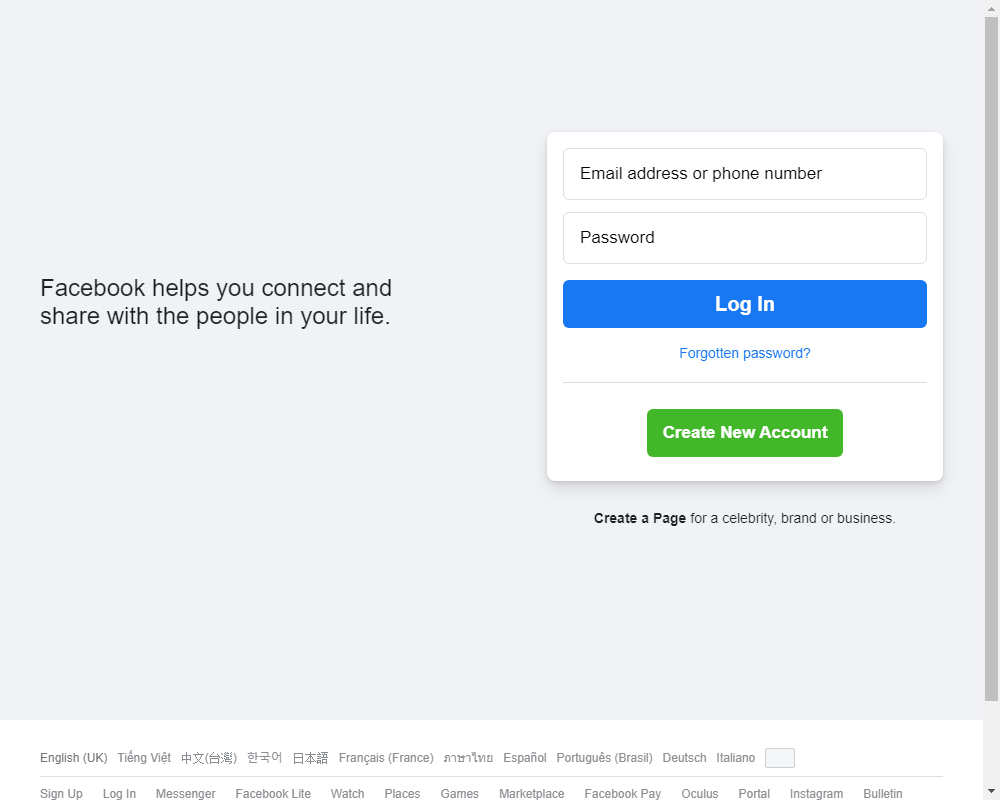 Email address or phone number
Password
Facebook helps you connect and
share with the people in your life.
Log In
Forgotten password?
Create New Account
Create a Page for a celebrity, brand or business.
English (UK) Tiếng Việt 中文(台灣) 한국어 日本語 Français (France) ภาษาไทย Español Português (Brasil) Deutsch Italiano
Sign Up Log In Messenger Facebook Lite Watch Places Games Marketplace Facebook Pay Oculus Portal Instagram Bulletin